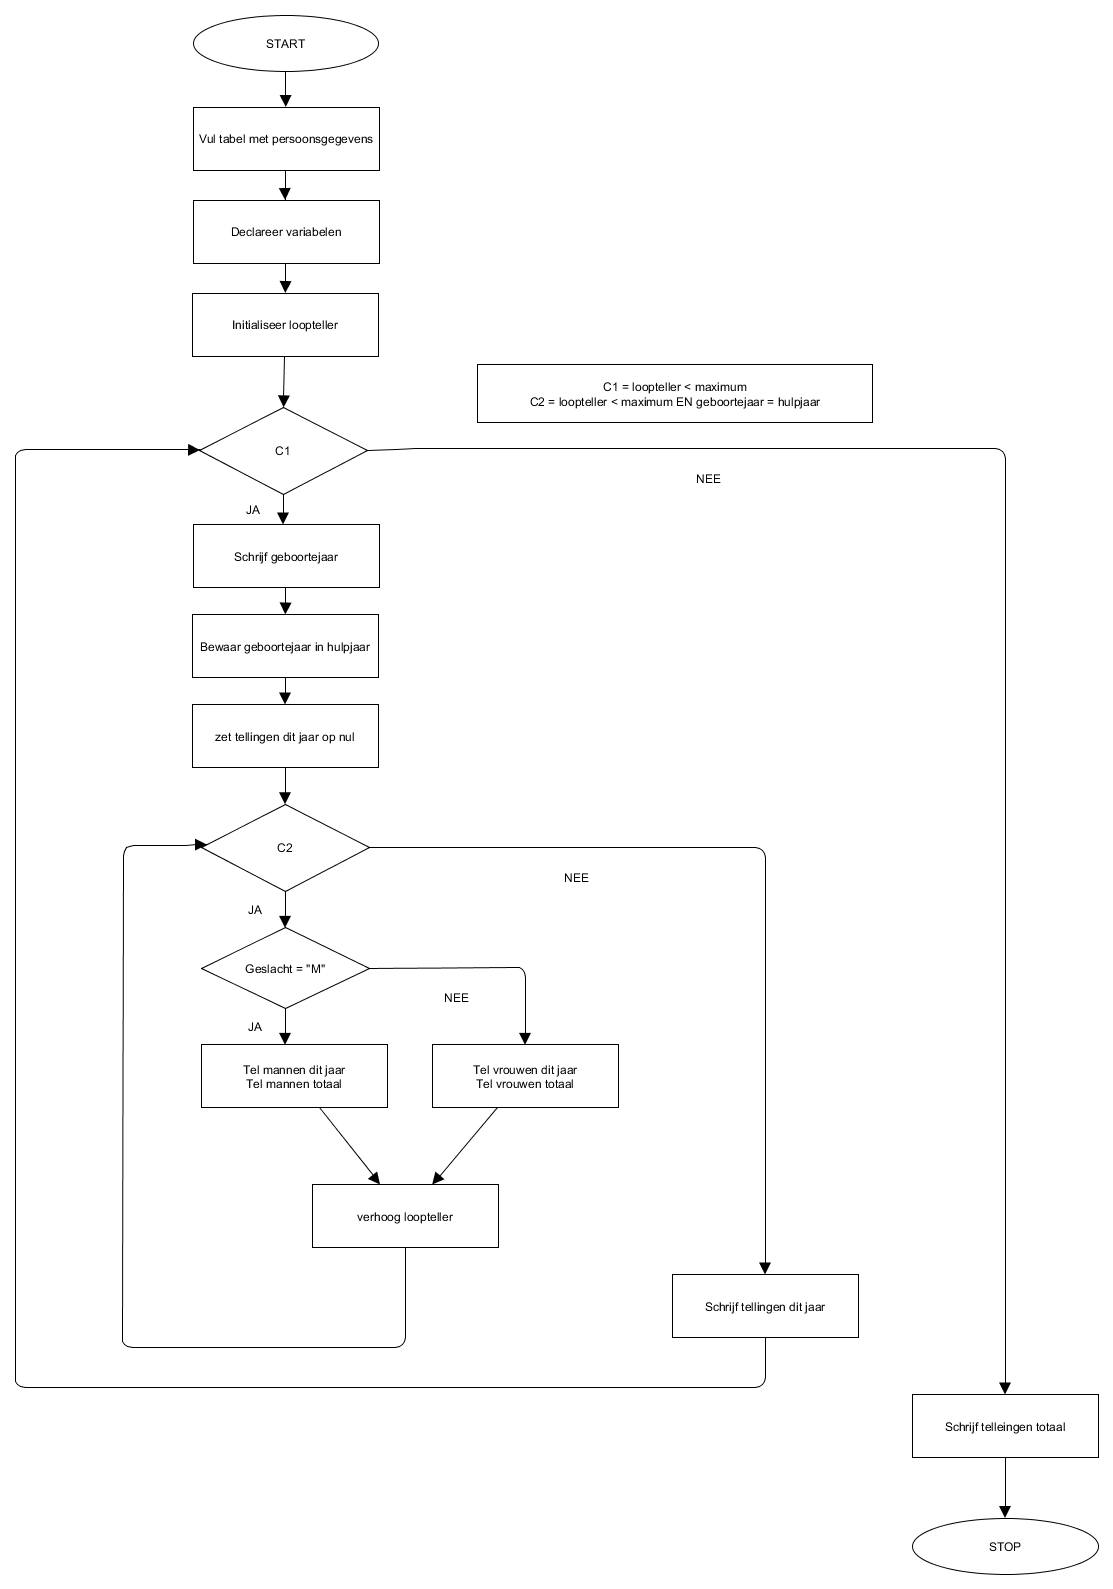 START
Vul tabel met persoonsgegevens
Declareer variabelen
Initialiseer loopteller
C1 = loopteller < maximum
C2 = loopteller < maximum EN geboortejaar = hulpjaar
C1
NEE
JA
Schrijf geboortejaar
Bewaar geboortejaar in hulpjaar
zet tellingen dit jaar op nul
C2
NEE
JA
Geslacht = "M"
NEE
JA
Tel mannen dit jaar
Tel mannen totaal
Tel vrouwen dit jaar
Tel vrouwen totaal
verhoog loopteller
Schrijf tellingen dit jaar
Schrijf telleingen totaal
STOP